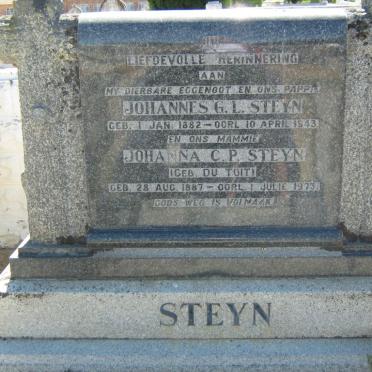 LIEFDEVOLLE HERINNERING
AAN
MY DIERBARE EGGENOOT EN ONS PAPPA
JOHANNES G. L. STEYN
GEB. 1 JAN. 1882 - OORL. 10 APRIL 1943
EN ONS MAMMIE
JOHANNA C. P. STEYN
(GEB. DU TOIT)
GEB. 28 AUG. 1887 - OORL. 1 JULIE 1975
GODS WEG IS VOLMAAK
STEYN